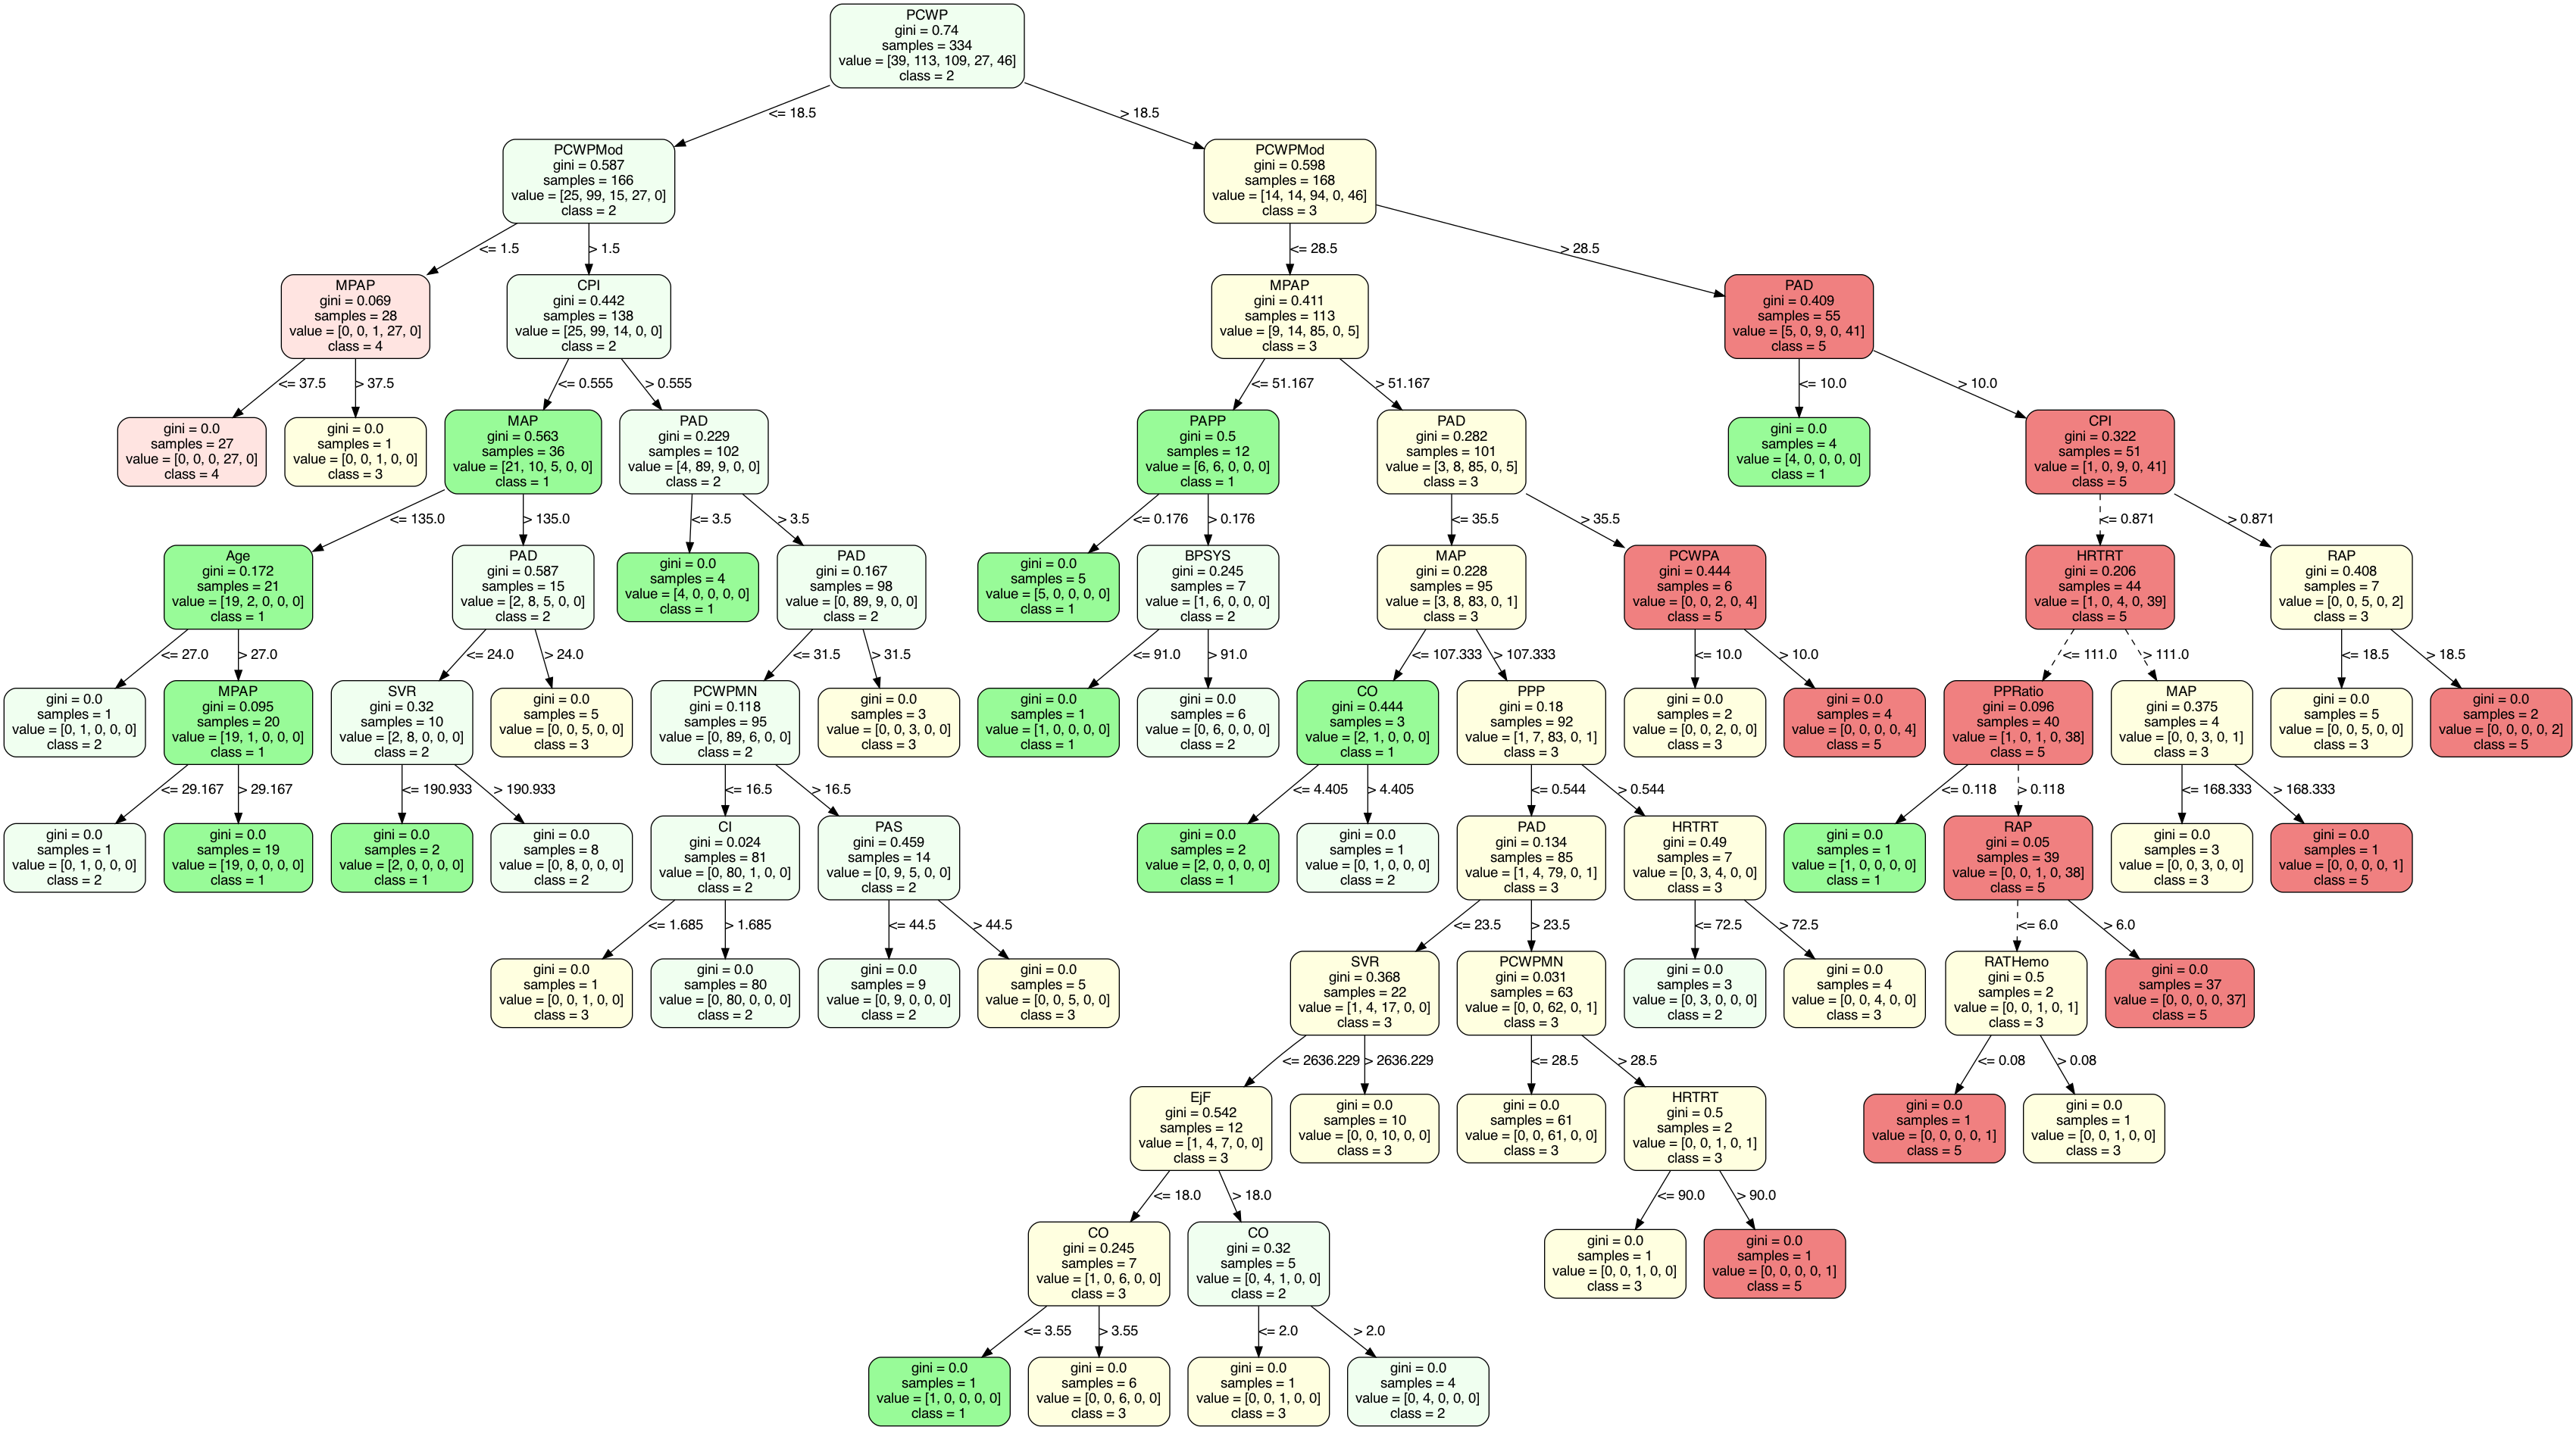 PCWP
gini = 0.74
samples = 334
value = [39, 113, 109, 27, 46]
class = 2
<= 18.5
> 18.5
PCWPMod
gini = 0.587
samples = 166
value = [25, 99, 15, 27, 0]
class = 2
PCWPMod
gini = 0.598
samples = 168
value = [14, 14, 94, 0, 46]
class = 3
<= 1.5
> 1.5
<= 28.5
> 28.5
MPAP
gini = 0.069
samples = 28
value = [0, 0, 1, 27, 0]
class = 4
CPI
gini = 0.442
samples = 138
value = [25, 99, 14, 0, 0]
class = 2
MPAP
gini = 0.411
samples = 113
value = [9, 14, 85, 0, 5]
class = 3
PAD
gini = 0.409
samples = 55
value = [5, 0, 9, 0, 41]
class = 5
<= 37.5
> 37.5
<= 0.555
> 0.555
<= 51.167
> 51.167
<= 10.0
> 10.0
gini = 0.0
samples = 27
value = [0, 0, 0, 27, 0]
class = 4
gini = 0.0
samples = 1
value = [0, 0, 1, 0, 0]
class = 3
MAP
gini = 0.563
samples = 36
value = [21, 10, 5, 0, 0]
class = 1
PAD
gini = 0.229
samples = 102
value = [4, 89, 9, 0, 0]
class = 2
PAPP
gini = 0.5
samples = 12
value = [6, 6, 0, 0, 0]
class = 1
PAD
gini = 0.282
samples = 101
value = [3, 8, 85, 0, 5]
class = 3
gini = 0.0
samples = 4
value = [4, 0, 0, 0, 0]
class = 1
CPI
gini = 0.322
samples = 51
value = [1, 0, 9, 0, 41]
class = 5
<= 135.0
> 135.0
<= 3.5
> 3.5
<= 0.176
> 0.176
<= 35.5
> 35.5
<= 0.871
> 0.871
Age
gini = 0.172
samples = 21
value = [19, 2, 0, 0, 0]
class = 1
PAD
gini = 0.587
samples = 15
value = [2, 8, 5, 0, 0]
class = 2
gini = 0.0
samples = 4
value = [4, 0, 0, 0, 0]
class = 1
PAD
gini = 0.167
samples = 98
value = [0, 89, 9, 0, 0]
class = 2
gini = 0.0
samples = 5
value = [5, 0, 0, 0, 0]
class = 1
BPSYS
gini = 0.245
samples = 7
value = [1, 6, 0, 0, 0]
class = 2
MAP
gini = 0.228
samples = 95
value = [3, 8, 83, 0, 1]
class = 3
PCWPA
gini = 0.444
samples = 6
value = [0, 0, 2, 0, 4]
class = 5
HRTRT
gini = 0.206
samples = 44
value = [1, 0, 4, 0, 39]
class = 5
RAP
gini = 0.408
samples = 7
value = [0, 0, 5, 0, 2]
class = 3
<= 27.0
> 27.0
<= 24.0
> 24.0
<= 31.5
> 31.5
<= 91.0
> 91.0
<= 107.333
> 107.333
<= 10.0
> 10.0
<= 111.0
> 111.0
<= 18.5
> 18.5
gini = 0.0
samples = 1
value = [0, 1, 0, 0, 0]
class = 2
MPAP
gini = 0.095
samples = 20
value = [19, 1, 0, 0, 0]
class = 1
SVR
gini = 0.32
samples = 10
value = [2, 8, 0, 0, 0]
class = 2
gini = 0.0
samples = 5
value = [0, 0, 5, 0, 0]
class = 3
PCWPMN
gini = 0.118
samples = 95
value = [0, 89, 6, 0, 0]
class = 2
gini = 0.0
samples = 3
value = [0, 0, 3, 0, 0]
class = 3
gini = 0.0
samples = 1
value = [1, 0, 0, 0, 0]
class = 1
gini = 0.0
samples = 6
value = [0, 6, 0, 0, 0]
class = 2
CO
gini = 0.444
samples = 3
value = [2, 1, 0, 0, 0]
class = 1
PPP
gini = 0.18
samples = 92
value = [1, 7, 83, 0, 1]
class = 3
gini = 0.0
samples = 2
value = [0, 0, 2, 0, 0]
class = 3
gini = 0.0
samples = 4
value = [0, 0, 0, 0, 4]
class = 5
PPRatio
gini = 0.096
samples = 40
value = [1, 0, 1, 0, 38]
class = 5
MAP
gini = 0.375
samples = 4
value = [0, 0, 3, 0, 1]
class = 3
gini = 0.0
samples = 5
value = [0, 0, 5, 0, 0]
class = 3
gini = 0.0
samples = 2
value = [0, 0, 0, 0, 2]
class = 5
<= 29.167
> 29.167
<= 190.933
> 190.933
<= 16.5
> 16.5
<= 4.405
> 4.405
<= 0.544
> 0.544
<= 0.118
> 0.118
<= 168.333
> 168.333
gini = 0.0
samples = 1
value = [0, 1, 0, 0, 0]
class = 2
gini = 0.0
samples = 19
value = [19, 0, 0, 0, 0]
class = 1
gini = 0.0
samples = 2
value = [2, 0, 0, 0, 0]
class = 1
gini = 0.0
samples = 8
value = [0, 8, 0, 0, 0]
class = 2
CI
gini = 0.024
samples = 81
value = [0, 80, 1, 0, 0]
class = 2
PAS
gini = 0.459
samples = 14
value = [0, 9, 5, 0, 0]
class = 2
gini = 0.0
samples = 2
value = [2, 0, 0, 0, 0]
class = 1
gini = 0.0
samples = 1
value = [0, 1, 0, 0, 0]
class = 2
PAD
gini = 0.134
samples = 85
value = [1, 4, 79, 0, 1]
class = 3
HRTRT
gini = 0.49
samples = 7
value = [0, 3, 4, 0, 0]
class = 3
gini = 0.0
samples = 1
value = [1, 0, 0, 0, 0]
class = 1
RAP
gini = 0.05
samples = 39
value = [0, 0, 1, 0, 38]
class = 5
gini = 0.0
samples = 3
value = [0, 0, 3, 0, 0]
class = 3
gini = 0.0
samples = 1
value = [0, 0, 0, 0, 1]
class = 5
<= 1.685
> 1.685
<= 44.5
> 44.5
<= 23.5
> 23.5
<= 72.5
> 72.5
<= 6.0
> 6.0
gini = 0.0
samples = 1
value = [0, 0, 1, 0, 0]
class = 3
gini = 0.0
samples = 80
value = [0, 80, 0, 0, 0]
class = 2
gini = 0.0
samples = 9
value = [0, 9, 0, 0, 0]
class = 2
gini = 0.0
samples = 5
value = [0, 0, 5, 0, 0]
class = 3
SVR
gini = 0.368
samples = 22
value = [1, 4, 17, 0, 0]
class = 3
PCWPMN
gini = 0.031
samples = 63
value = [0, 0, 62, 0, 1]
class = 3
gini = 0.0
samples = 3
value = [0, 3, 0, 0, 0]
class = 2
gini = 0.0
samples = 4
value = [0, 0, 4, 0, 0]
class = 3
RATHemo
gini = 0.5
samples = 2
value = [0, 0, 1, 0, 1]
class = 3
gini = 0.0
samples = 37
value = [0, 0, 0, 0, 37]
class = 5
<= 2636.229
> 2636.229
<= 28.5
> 28.5
<= 0.08
> 0.08
EjF
gini = 0.542
samples = 12
value = [1, 4, 7, 0, 0]
class = 3
gini = 0.0
samples = 10
value = [0, 0, 10, 0, 0]
class = 3
gini = 0.0
samples = 61
value = [0, 0, 61, 0, 0]
class = 3
HRTRT
gini = 0.5
samples = 2
value = [0, 0, 1, 0, 1]
class = 3
gini = 0.0
samples = 1
value = [0, 0, 0, 0, 1]
class = 5
gini = 0.0
samples = 1
value = [0, 0, 1, 0, 0]
class = 3
<= 18.0
> 18.0
<= 90.0
> 90.0
CO
gini = 0.245
samples = 7
value = [1, 0, 6, 0, 0]
class = 3
CO
gini = 0.32
samples = 5
value = [0, 4, 1, 0, 0]
class = 2
gini = 0.0
samples = 1
value = [0, 0, 1, 0, 0]
class = 3
gini = 0.0
samples = 1
value = [0, 0, 0, 0, 1]
class = 5
<= 3.55
> 3.55
<= 2.0
> 2.0
gini = 0.0
samples = 1
value = [1, 0, 0, 0, 0]
class = 1
gini = 0.0
samples = 6
value = [0, 0, 6, 0, 0]
class = 3
gini = 0.0
samples = 1
value = [0, 0, 1, 0, 0]
class = 3
gini = 0.0
samples = 4
value = [0, 4, 0, 0, 0]
class = 2